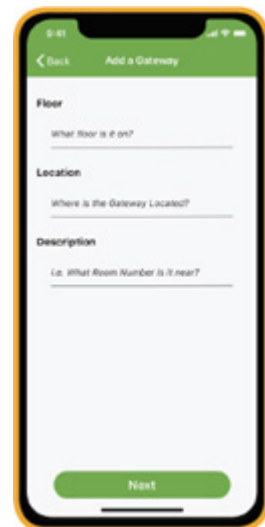 9:41
Back Add a Gateway
Floor
What floor is it on?
Location
Where is the Gateway Located?
Description
i.e. What Room Number is it near?
Next